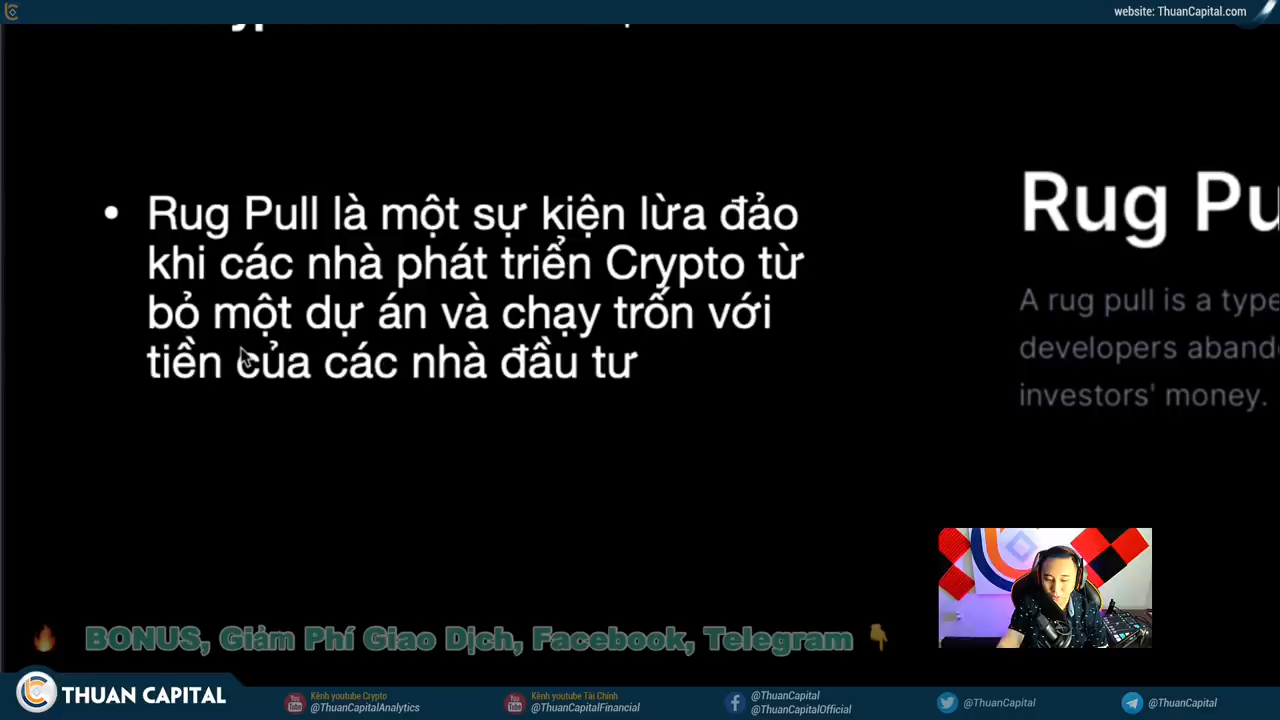 website: ThuanCapital.com
• Rug Pull là một sự kiện lừa đảo
khi các nhà phát triển Crypto từ
bỏ một dự án và chạy trốn với
tiền của các nhà đầu tư
Rug Pu
A rug pull is a type
developers aband
investors' money.
🔥 BONUS, Giảm Phí Giao Dịch, Facebook, Telegram 👇
THUAN CAPITAL
Kênh youtube Crypto
@ThuanCapitalAnalytics
Kênh youtube Tài Chính
@ThuanCapitalFinancial
@ThuanCapital
@ThuanCapitalOfficial
@ThuanCapital
@ThuanCapital